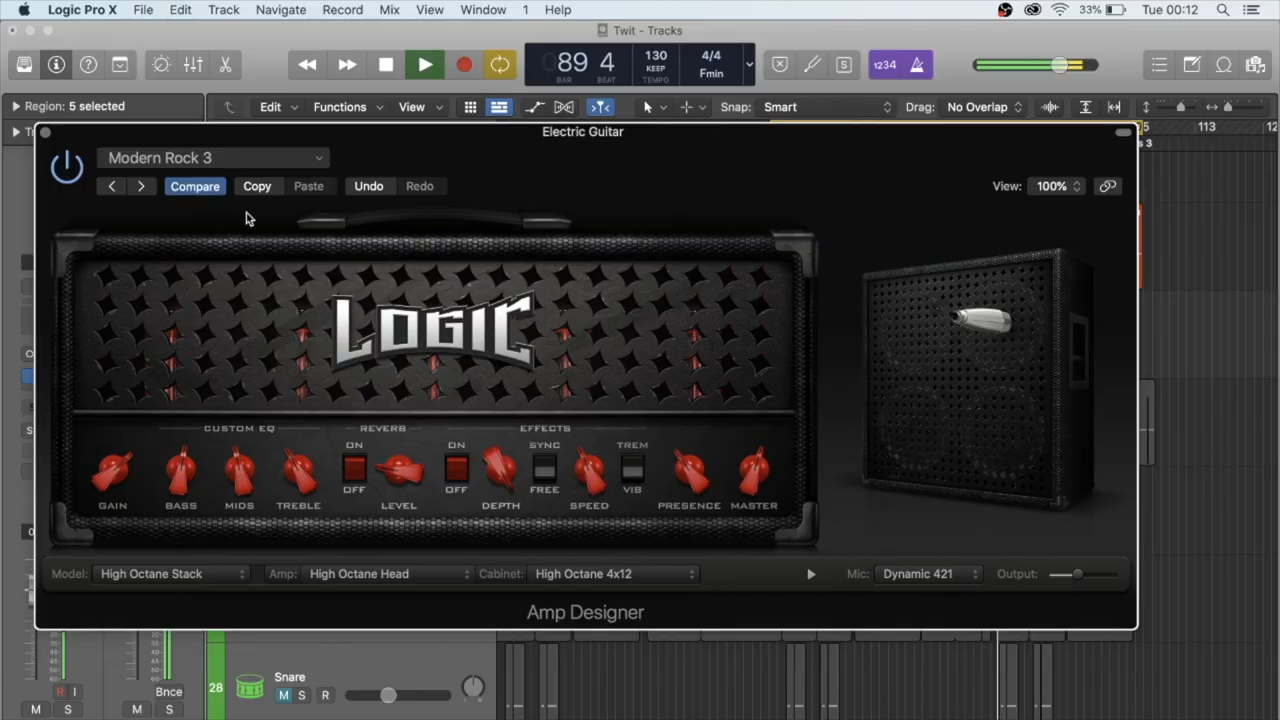 Logic Pro X File Edit Track Navigate Record Mix View Window 1 Help 33% Tue 00:12
Twit - Tracks
89 4 130 4/4
KEEP Fmin
BAR BEAT TEMPO
1234
S
Region: 5 selected
Edit Functions View Snap: Smart Drag: No Overlap
113
Electric Guitar
Modern Rock 3
Compare Copy Paste Undo Redo View: 100%
LOGIC
CUSTOM EQ REVERB EFFECTS
ON ON SYNC TREM
OFF OFF FREE VIB
GAIN BASS MIDS TREBLE LEVEL DEPTH SPEED PRESENCE MASTER
Model: High Octane Stack Amp: High Octane Head Cabinet: High Octane 4x12 Mic: Dynamic 421 Output:
Amp Designer
28 Snare
M S R
R I Bnce
M S M S